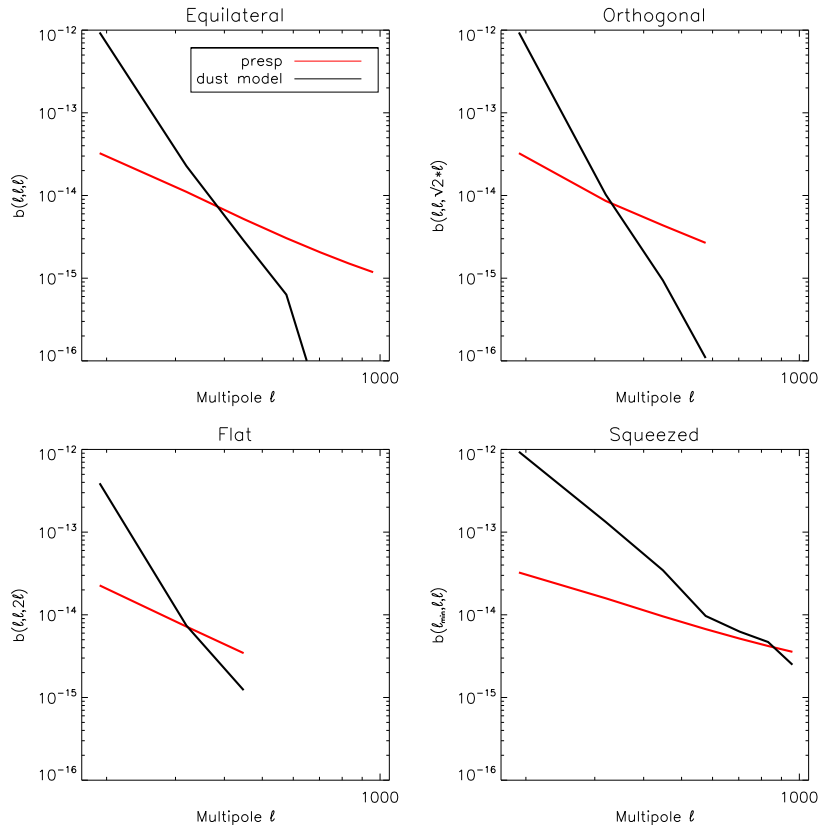 Equilateral
presp
dust model
10⁻¹²
10⁻¹³
10⁻¹⁴
10⁻¹⁵
10⁻¹⁶
b(ℓ,ℓ,ℓ)
1000
Multipole ℓ
Orthogonal
10⁻¹²
10⁻¹³
10⁻¹⁴
10⁻¹⁵
10⁻¹⁶
b(ℓ,ℓ,√2*ℓ)
1000
Multipole ℓ
Flat
10⁻¹²
10⁻¹³
10⁻¹⁴
10⁻¹⁵
10⁻¹⁶
b(ℓ,ℓ,2ℓ)
1000
Multipole ℓ
Squeezed
10⁻¹²
10⁻¹³
10⁻¹⁴
10⁻¹⁵
10⁻¹⁶
b(ℓmin,ℓ,ℓ)
1000
Multipole ℓ